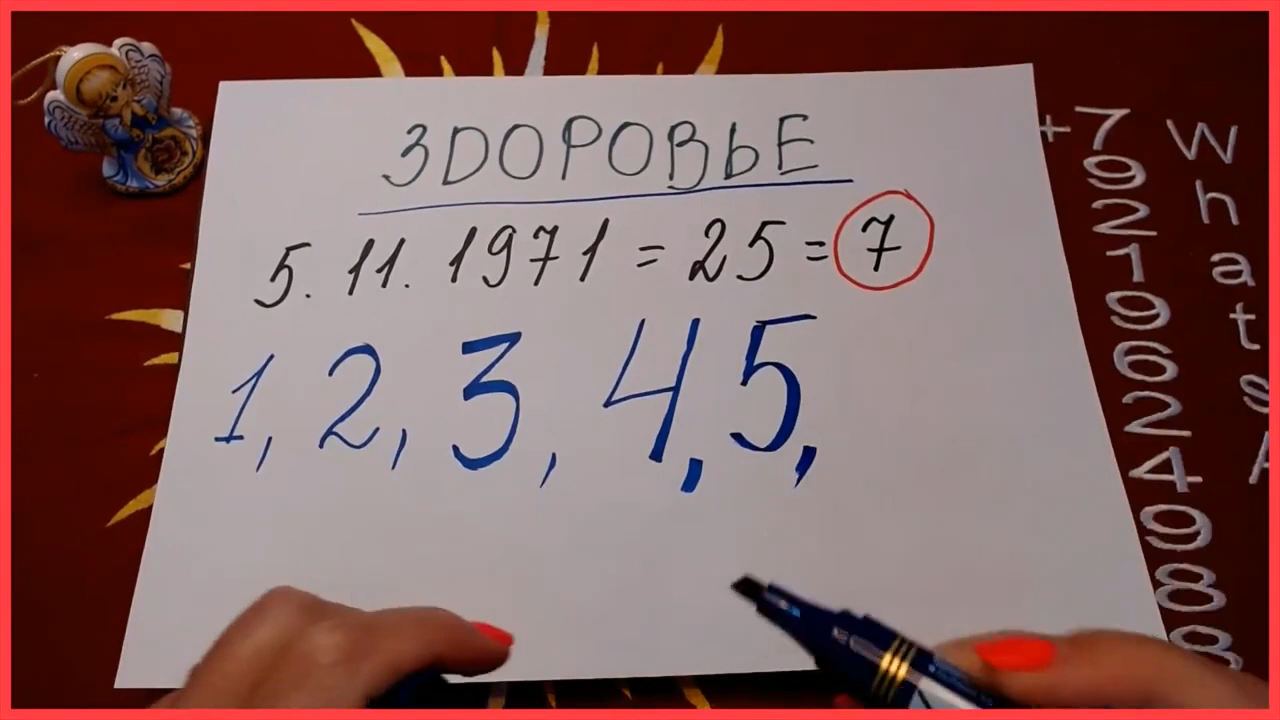 ЗДОРОВЬЕ
5.11.1971 = 25 = 7
1, 2, 3, 4, 5,
+79219624988
WhatsA